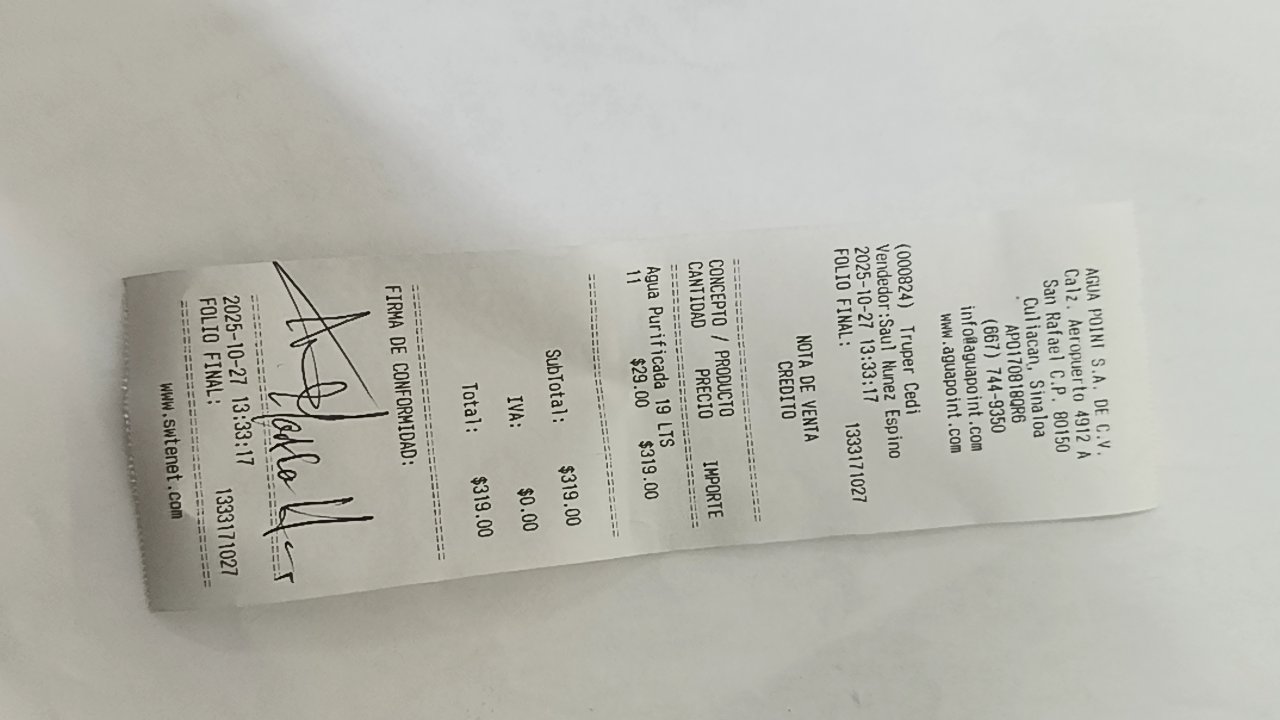 AGUA POINT S.A. DE C.V.
Calz. Aeropuerto 4912 A
San Rafael C.P. 80150
Culiacan, Sinaloa
APO170818QR6
(667) 744-9350
info@aguapoint.com
www.aguapoint.com
(000824) Truper Cedi
Vendedor:Saul Nunez Espino
2025-10-27 13:33:17
FOLIO FINAL: 1333171027
NOTA DE VENTA
CREDITO
CONCEPTO / PRODUCTO
CANTIDAD PRECIO IMPORTE
Agua Purificada 19 LTS
11 $29.00 $319.00
SubTotal: $319.00
IVA: $0.00
Total: $319.00
FIRMA DE CONFORMIDAD:
2025-10-27 13:33:17
FOLIO FINAL: 1333171027
www.swtenet.com